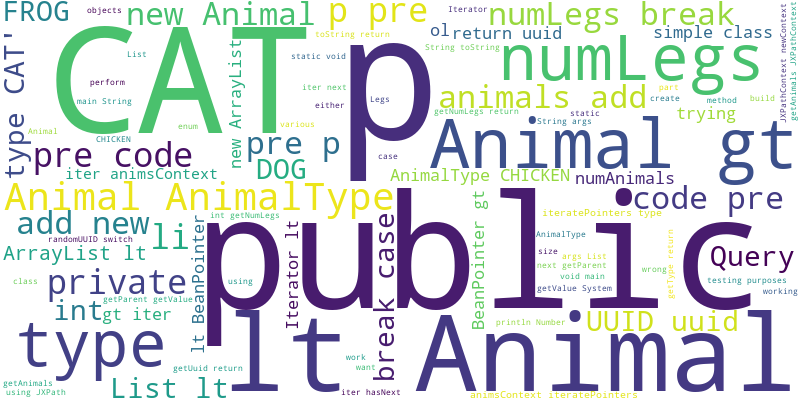 FROG
objects
new Animal
p pre
Iterator
numLegs break
toString return
ol
return uuid
simple class
CAT
p
numLegs
String toString
List
static void
type CAT'
new ArrayList
perform
iter next
animals add
part
create
method
build
JXPathContext newContext
getAnimals JXPathContext
main String
either
Legs
getNumLegs return
static
trying
Animal
enum
various
String args
CHICKEN
pre code
pre p
case
Animal gt
DOG
iter animsContext
AnimalType CHICKEN
numAnimals
Animal AnimalType
public
code pre
add new
int getNumLegs
iteratePointers type
randomUUID switch
li
lt BeanPointer
Iterator lt
break case
BeanPointer gt
AnimalType
ArrayList lt
size
args List
next getParent
wrong
getType return
Query
void main
class
private
using
getValue System
testing purposes
working
getParent getValue
int
gt iter
println Number
UUID uuid
type
lt
Animal
work
want
getUuid return
getAnimals
using JXPath
List lt
iter hasNext
animsContext iteratePointers